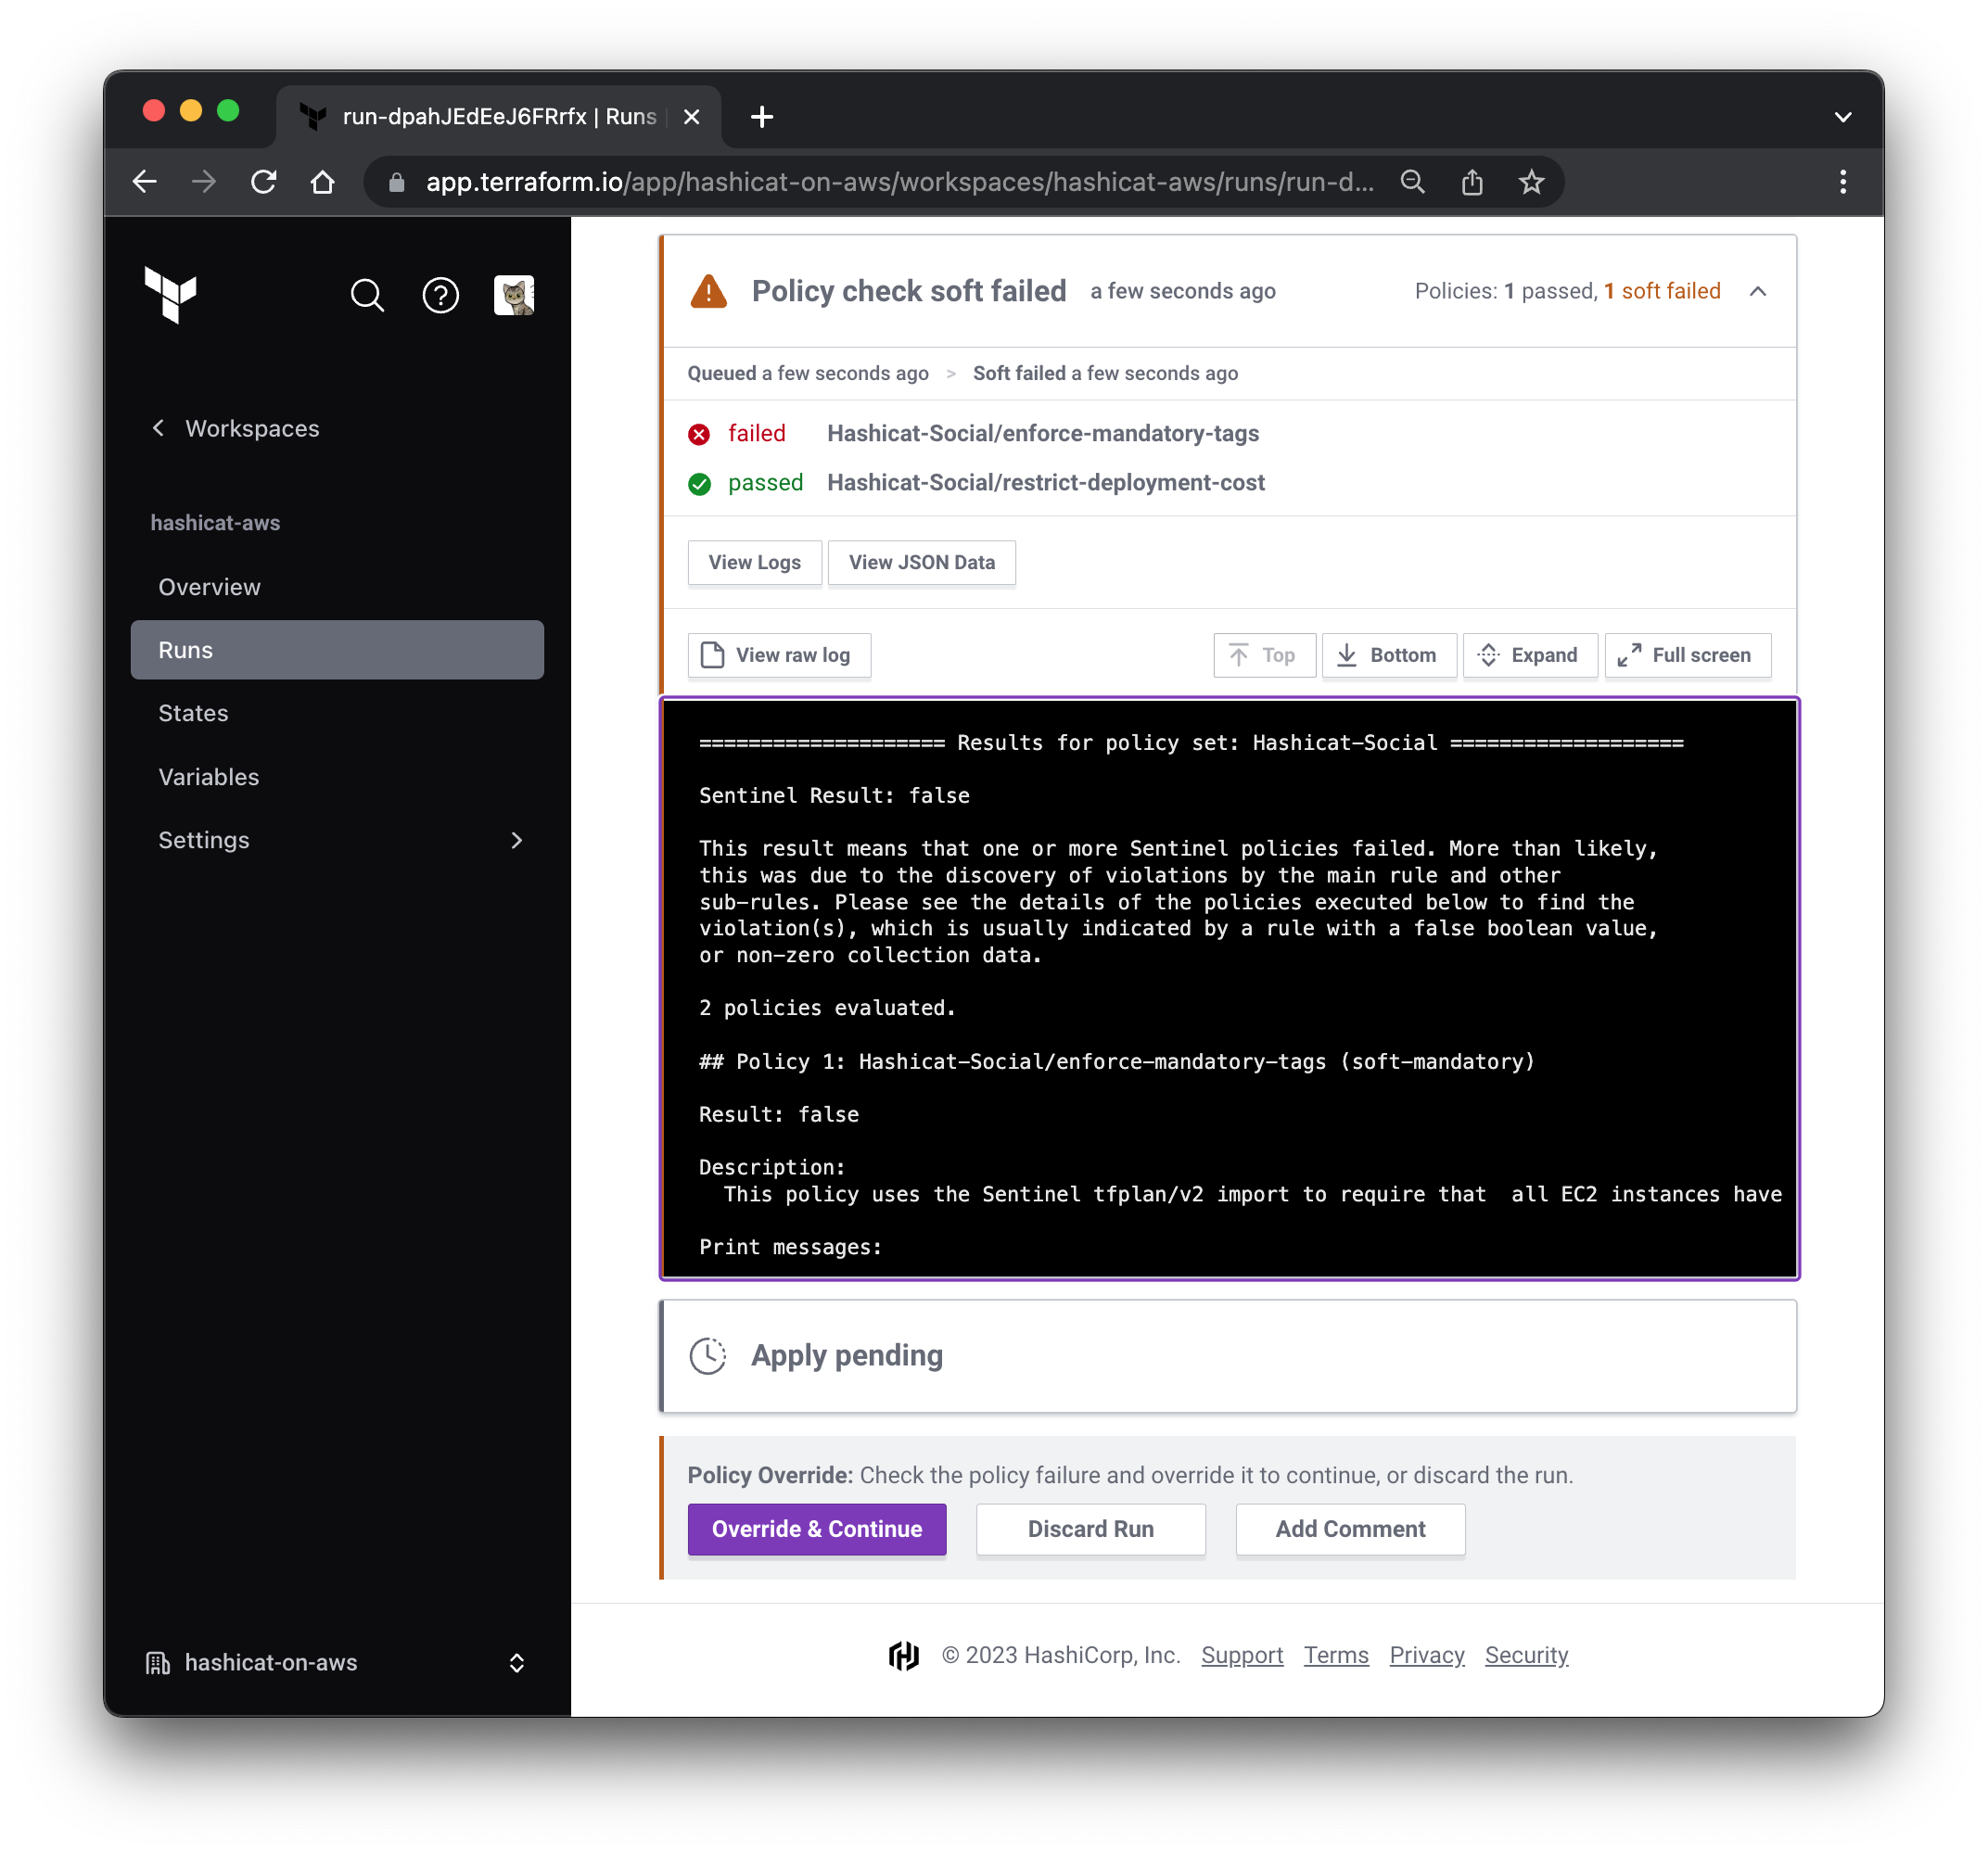 run-dpahJEdEeJ6FRrfx | Runs |
app.terraform.io/app/hashicat-on-aws/workspaces/hashicat-aws/runs/run-d...
Workspaces
hashicat-aws
Overview
Runs
States
Variables
Settings
hashicat-on-aws
Policy check soft failed a few seconds ago Policies: 1 passed, 1 soft failed
Queued a few seconds ago > Soft failed a few seconds ago
failed Hashicat-Social/enforce-mandatory-tags
passed Hashicat-Social/restrict-deployment-cost
View Logs View JSON Data
View raw log Top Bottom Expand Full screen
==================== Results for policy set: Hashicat-Social ===================
Sentinel Result: false
This result means that one or more Sentinel policies failed. More than likely,
this was due to the discovery of violations by the main rule and other
sub-rules. Please see the details of the policies executed below to find the
violation(s), which is usually indicated by a rule with a false boolean value,
or non-zero collection data.
2 policies evaluated.
## Policy 1: Hashicat-Social/enforce-mandatory-tags (soft-mandatory)
Result: false
Description:
This policy uses the Sentinel tfplan/v2 import to require that  all EC2 instances have
Print messages:
Apply pending
Policy Override: Check the policy failure and override it to continue, or discard the run.
Override & Continue Discard Run Add Comment
© 2023 HashiCorp, Inc. Support Terms Privacy Security